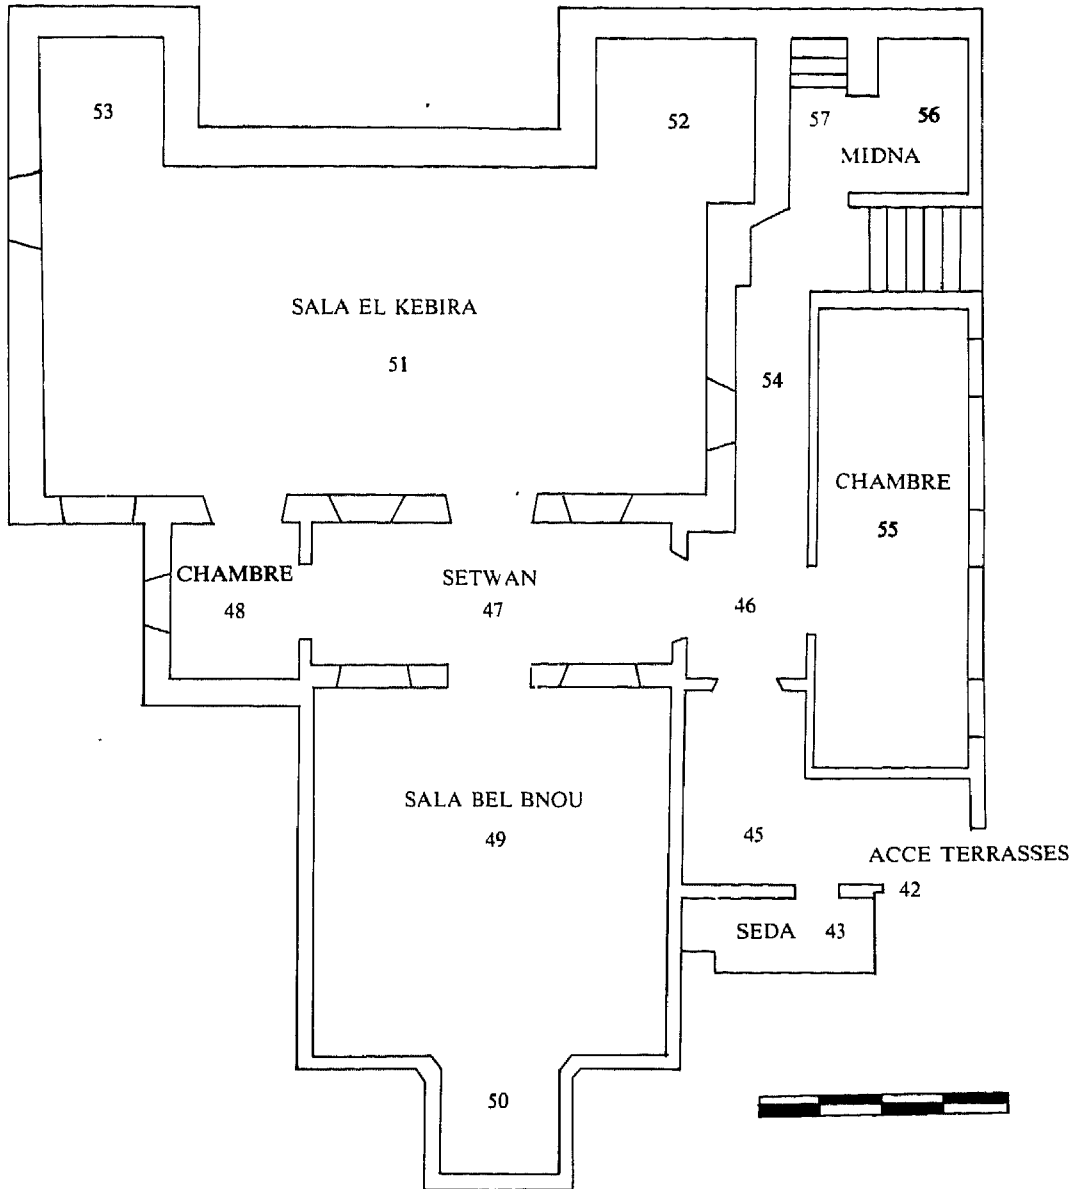 53
52
57
56
MIDNA
SALA EL KEBIRA
51
54
CHAMBRE
55
CHAMBRE
48
SETWAN
47
46
SALA BEL BNOU
49
45
ACCE TERRASSES
42
SEDA 43
50